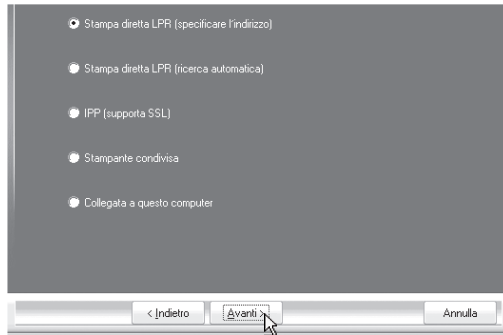 Stampa diretta LPR (specificare l'indirizzo)
Stampa diretta LPR (ricerca automatica)
IPP (supporta SSL)
Stampante condivisa
Collegata a questo computer
< Indietro Avanti > Annulla